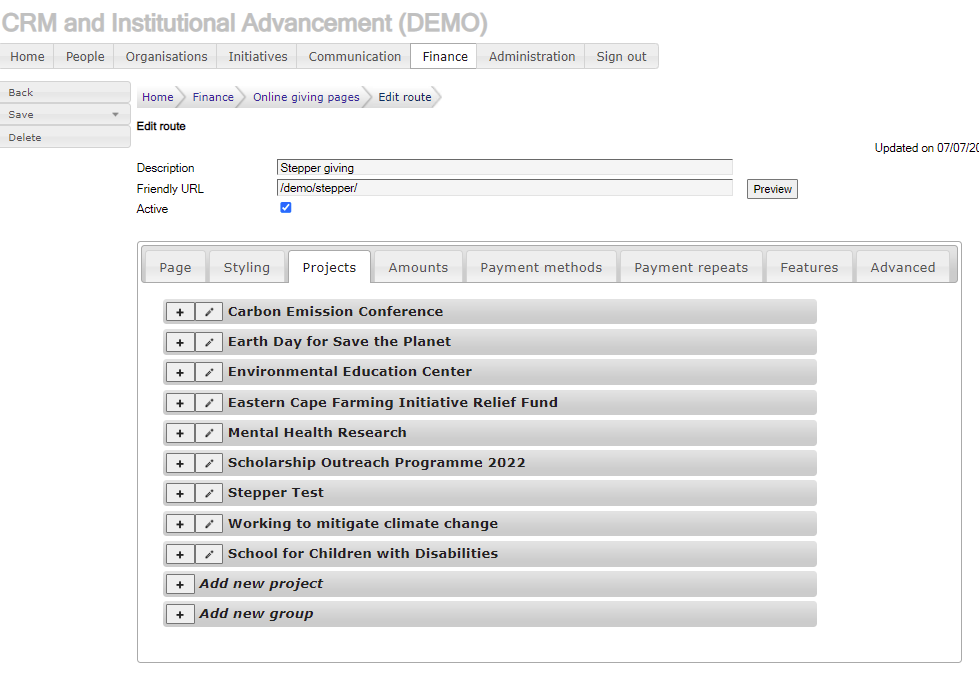 CRM and Institutional Advancement (DEMO)
Home People Organisations Initiatives Communication Finance Administration Sign out
Back
Save
Delete
Home Finance Online giving pages Edit route
Edit route
Updated on 07/07/20
Description Stepper giving
Friendly URL /demo/stepper/ Preview
Active
Page Styling Projects Amounts Payment methods Payment repeats Features Advanced
+ Carbon Emission Conference
+ Earth Day for Save the Planet
+ Environmental Education Center
+ Eastern Cape Farming Initiative Relief Fund
+ Mental Health Research
+ Scholarship Outreach Programme 2022
+ Stepper Test
+ Working to mitigate climate change
+ School for Children with Disabilities
+ Add new project
+ Add new group